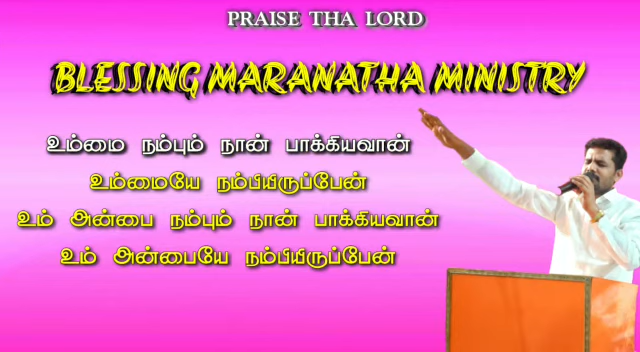 PRAISE THA LORD
BLESSING MARANATHA MINISTRY
உம்மை நம்பும் நான் பாக்கியவான்
உம்மையே நம்பியிருப்பேன்
உம் அன்பை நம்பும் நான் பாக்கியவான்
உம் அன்பையே நம்பியிருப்பேன்